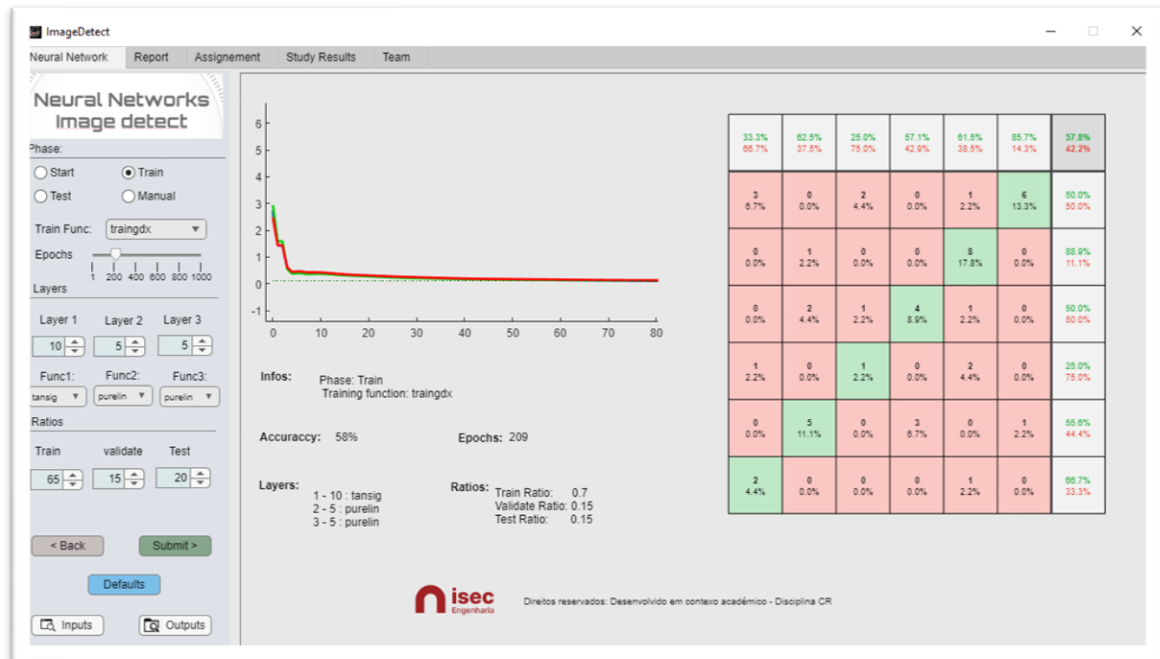 ImageDetect
Neural Network Report Assignement Study Results Team
Neural Networks
Image detect
Phase:
Start Train
Test Manual
Train Func: traingdx
Epochs
1 200 400 600 800 1000
Layers
Layer 1 Layer 2 Layer 3
10 5 5
Func1: Func2: Func3:
tansig purelin purelin
Ratios
Train validate Test
65 15 20
< Back Submit >
Defaults
Inputs Outputs
6
5
4
3
2
1
0
-1
0 10 20 30 40 50 60 70 80
Infos: Phase: Train
Training function: traingdx
Accuraccy: 58% Epochs: 209
Layers:
1 - 10 : tansig
2 - 5 : purelin
3 - 5 : purelin
Ratios:
Train Ratio: 0.7
Validate Ratio: 0.15
Test Ratio: 0.15
33.3% 62.5% 25.0% 57.1% 61.5% 85.7% 57.8%
66.7% 37.5% 75.0% 42.9% 38.5% 14.3% 42.2%
3 0 2 0 1 6 50.0%
6.7% 0.0% 4.4% 0.0% 2.2% 13.3% 50.0%
0 1 0 0 8 0 88.9%
0.0% 2.2% 0.0% 0.0% 17.8% 0.0% 11.1%
0 2 1 4 1 0 50.0%
0.0% 4.4% 2.2% 8.9% 2.2% 0.0% 50.0%
1 0 1 0 2 0 25.0%
2.2% 0.0% 2.2% 0.0% 4.4% 0.0% 75.0%
0 5 0 3 0 1 55.6%
0.0% 11.1% 0.0% 6.7% 0.0% 2.2% 44.4%
2 0 0 0 1 0 66.7%
4.4% 0.0% 0.0% 0.0% 2.2% 0.0% 33.3%
isec
Engenharia
Direitos reservados: Desenvolvido em contexo académico - Disciplina CR